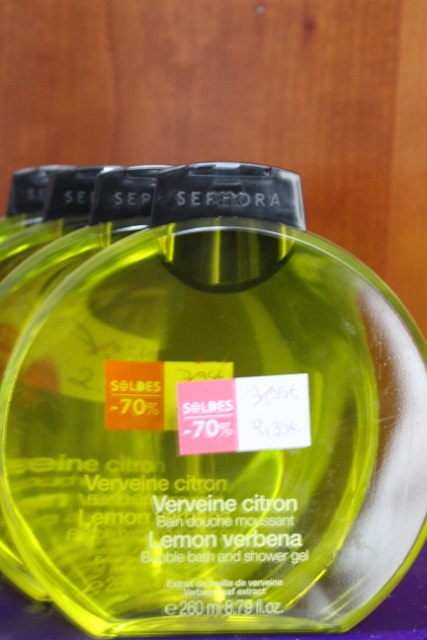 SEPHORA
SOLDES
-70%
SOLDES
-70%
2,30€
Verveine citron
Bain douche moussant
Lemon verbena
Bubble bath and shower gel
Extrait de feuille de verveine
Verbena leaf extract
e 260 ml 8.79 fl.oz.